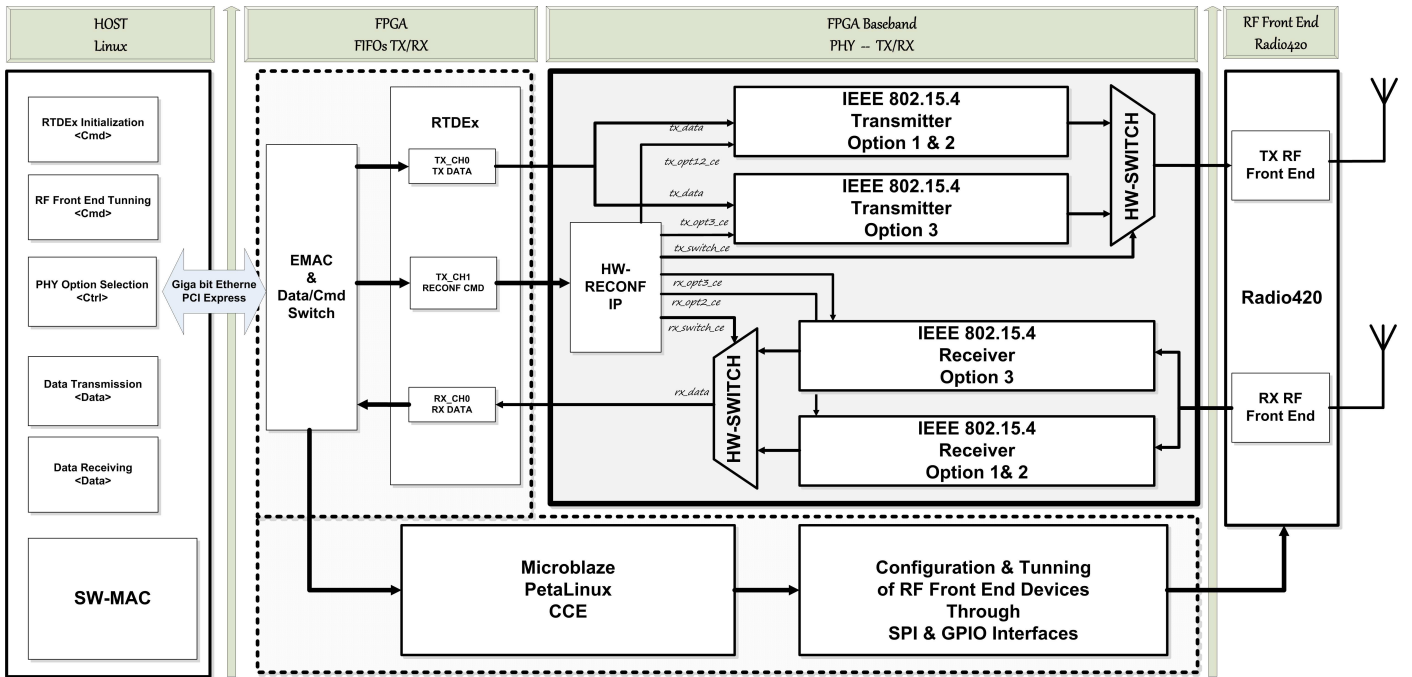 HOST
Linux
FPGA
FIFOs TX/RX
FPGA Baseband
PHY -- TX/RX
RF Front End
Radio420
RTDEx Initialization
<Cmd>
RF Front End Tunning
<Cmd>
PHY Option Selection
<Ctrl>
Data Transmission
<Data>
Data Receiving
<Data>
SW-MAC
Giga bit Etherne
PCI Express
EMAC
&
Data/Cmd
Switch
RTDEx
TX_CH0
TX DATA
TX_CH1
RECONF CMD
RX_CH0
RX DATA
HW-
RECONF
IP
tx_data
tx_opt12_ce
tx_data
tx_opt3_ce
tx_switch_ce
rx_opt3_ce
rx_opt2_ce
rx_switch_ce
rx_data
IEEE 802.15.4
Transmitter
Option 1 & 2
IEEE 802.15.4
Transmitter
Option 3
HW-SWITCH
IEEE 802.15.4
Receiver
Option 3
IEEE 802.15.4
Receiver
Option 1& 2
HW-SWITCH
TX RF
Front End
Radio420
RX RF
Front End
Microblaze
PetaLinux
CCE
Configuration & Tunning
of RF Front End Devices
Through
SPI & GPIO Interfaces